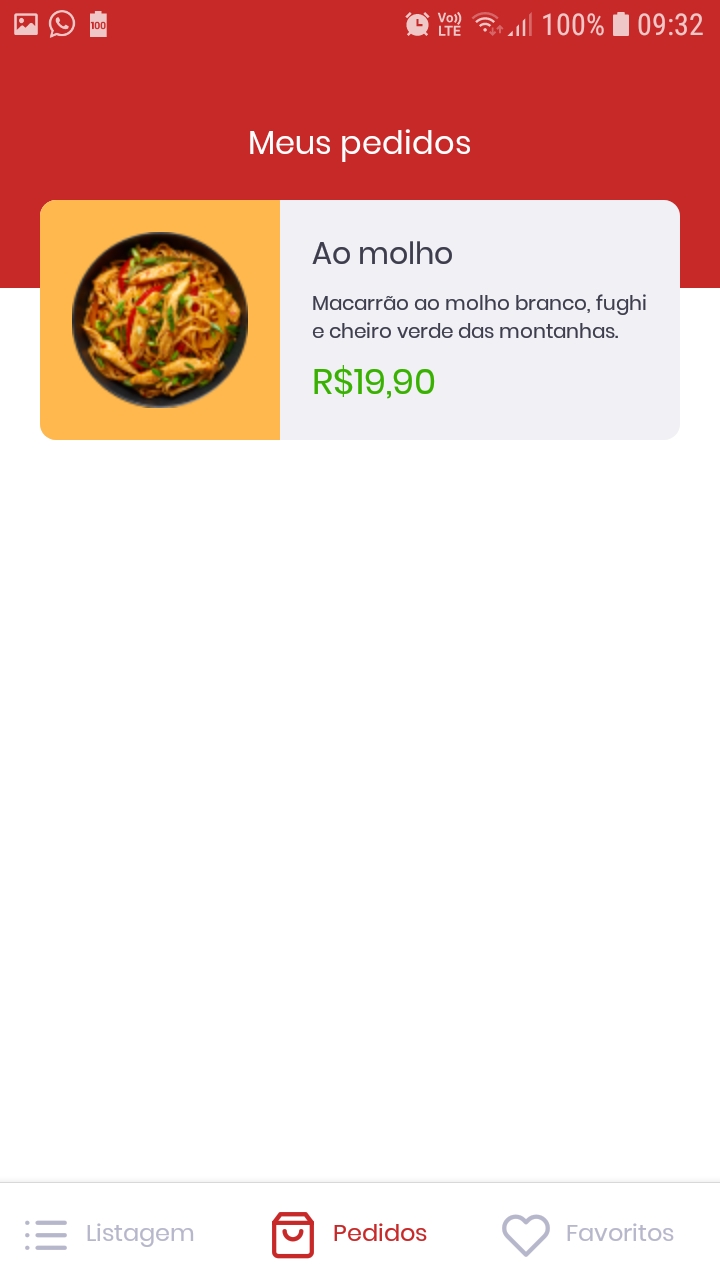 100
Vo))
LTE
100%
09:32
Meus pedidos
Ao molho
Macarrão ao molho branco, fughi
e cheiro verde das montanhas.
R$19,90
Listagem
Pedidos
Favoritos